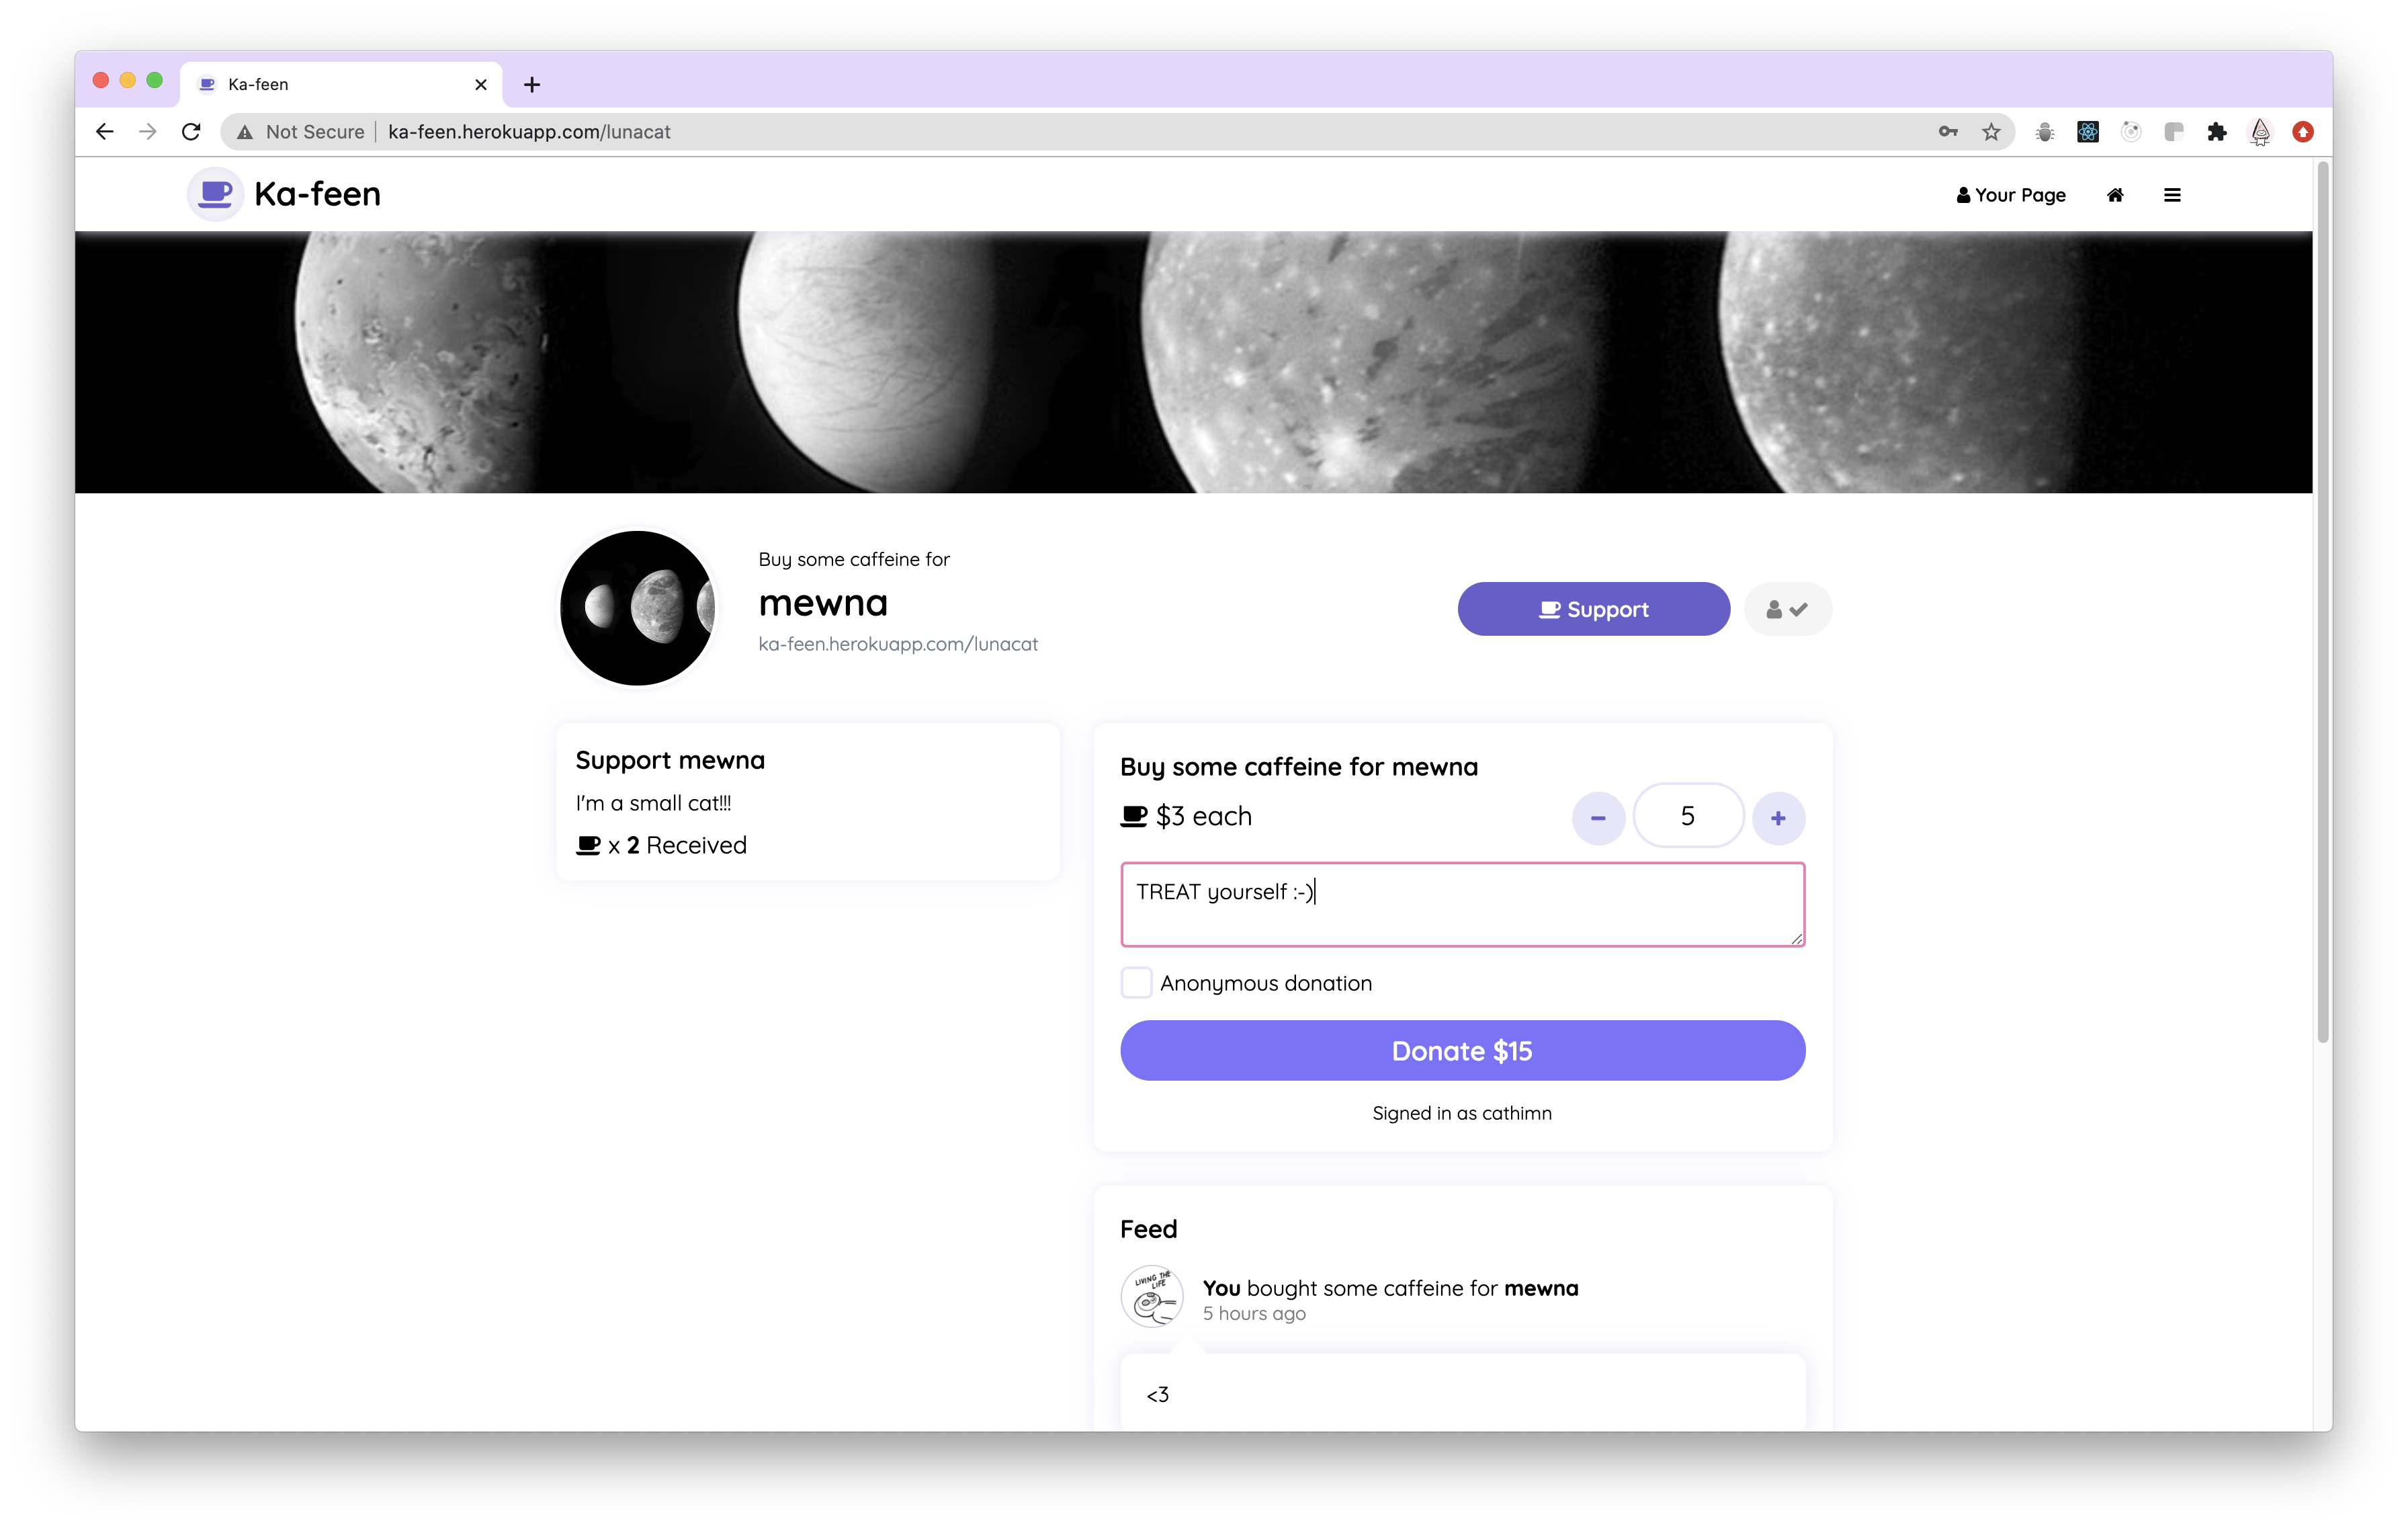 Ka-feen
Not Secure
ka-feen.herokuapp.com/lunacat
Ka-feen
Your Page
Buy some caffeine for
mewna
ka-feen.herokuapp.com/lunacat
Support
Support mewna
I'm a small cat!!!
x 2 Received
Buy some caffeine for mewna
$3 each
5
TREAT yourself :-)
Anonymous donation
Donate $15
Signed in as cathimn
Feed
LIVING THE
LIFE
You bought some caffeine for mewna
5 hours ago
<3